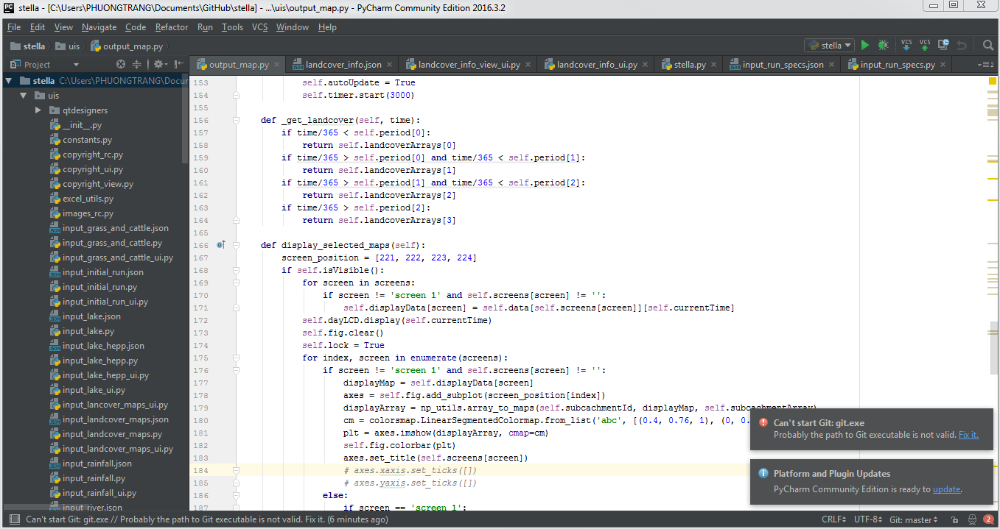 stella - [C:\Users\PHUONGTRANG\Documents\GitHub\stella] - ...\uis\output_map.py - PyCharm Community Edition 2016.3.2
File Edit View Navigate Code Refactor Run Tools VCS Window Help
stella uis output_map.py stella VCS VCS
Project output_map.py landcover_info.json landcover_info_view_ui.py landcover_info_ui.py stella.py input_run_specs.json input_run_specs.py 2
stella C:\Users\PHUONGTRANG\Docum
uis
qtdesigners
__init__.py
constants.py
copyright_rc.py
copyright_ui.py
copyright_view.py
excel_utils.py
images_rc.py
input_grass_and_cattle.json
input_grass_and_cattle.py
input_grass_and_cattle_ui.py
input_initial_run.json
input_initial_run.py
input_initial_run_ui.py
input_lake.json
input_lake.py
input_lake_hepp.json
input_lake_hepp.py
input_lake_hepp_ui.py
input_lake_ui.py
input_lancover_maps_ui.py
input_landcover_maps.json
input_landcover_maps.py
input_landcover_maps_ui.py
input_rainfall.json
input_rainfall.py
input_rainfall_ui.py
input_river.json
153 self.autoUpdate = True
154 self.timer.start(3000)
155
156 def _get_landcover(self, time):
157 if time/365 < self.period[0]:
158 return self.landcoverArrays[0]
159 if time/365 > self.period[0] and time/365 < self.period[1]:
160 return self.landcoverArrays[1]
161 if time/365 > self.period[1] and time/365 < self.period[2]:
162 return self.landcoverArrays[2]
163 if time/365 > self.period[2]:
164 return self.landcoverArrays[3]
165
166 def display_selected_maps(self):
167 screen_position = [221, 222, 223, 224]
168 if self.isVisible():
169 for screen in screens:
170 if screen != 'screen 1' and self.screens[screen] != '':
171 self.displayData[screen] = self.data[self.screens[screen]][self.currentTime]
172 self.dayLCD.display(self.currentTime)
173 self.fig.clear()
174 self.lock = True
175 for index, screen in enumerate(screens):
176 if screen != 'screen 1' and self.screens[screen] != '':
177 displayMap = self.displayData[screen]
178 axes = self.fig.add_subplot(screen_position[index])
179 displayArray = np_utils.array_to_maps(self.subcachmentId, displayMap, self.subcachmentArray)
180 cm = colorsmap.LinearSegmentedColormap.from_list('abc', [(0.4, 0.76, 1), (0, 0.
181 plt = axes.imshow(displayArray, cmap=cm)
182 self.fig.colorbar(plt)
183 axes.set_title(self.screens[screen])
184 # axes.xaxis.set_ticks([])
185 # axes.yaxis.set_ticks([])
186 else:
187 if screen == 'screen 1':
Can't start Git: git.exe
Probably the path to Git executable is not valid. Fix it.
Platform and Plugin Updates
PyCharm Community Edition is ready to update.
Can't start Git: git.exe // Probably the path to Git executable is not valid. Fix it. (6 minutes ago) CRLF UTF-8 Git: master 2